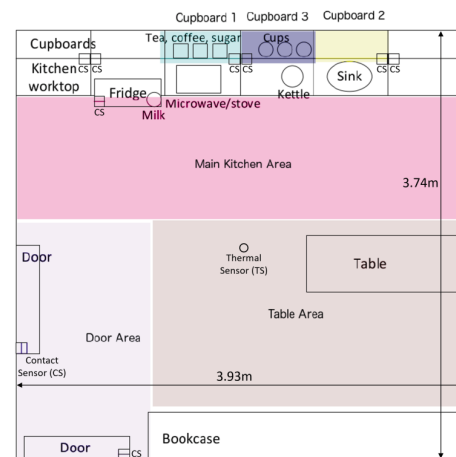 Cupboard 1 Cupboard 3 Cupboard 2
Cupboards
Tea, coffee, sugar
Cups
CS CS
CS CS
CS
Kitchen
worktop
Fridge
Kettle
Sink
Microwave/stove
CS
Milk
Main Kitchen Area
3.74m
Door
Thermal
Sensor (TS)
Table
Table Area
Door Area
Contact
Sensor (CS)
3.93m
Bookcase
Door
CS